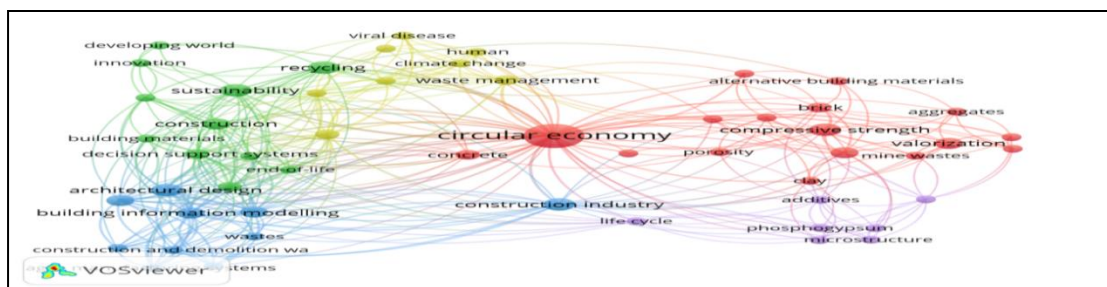 viral disease
developing world
human
innovation
climate change
recycling
waste management
alternative building materials
sustainability
brick
aggregates
construction
circular economy
compressive strength
building materials
valorization
decision support systems
concrete
porosity
mine wastes
end-of-life
clay
architectural design
additives
construction industry
building information modelling
life cycle
phosphogypsum
wastes
microstructure
construction and demolition wa
systems
VOSviewer